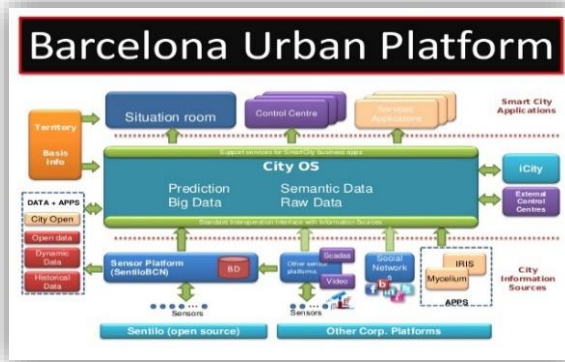 Barcelona Urban Platform
Situation room
Control Centre
Services Applications
Smart City
Applications
Territory
Basis
Info
Support services for SmartCity business apps
City OS
Prediction
Semantic Data
Big Data
Raw Data
iCity
External
Control
Centres
DATA + APPS
City Open
Open data
Dynamic
Data
Historical
Data
Standard Interoperation Interface with Information Sources
Sensor Platform
(SentiloBCN)
BD
Other sensor
platforms
Scadas
Video
Social
Network
IRIS
Mycelium
APPS
City
Information
Sources
Sensors
Sensors
Sentilo (open source)
Other Corp. Platforms